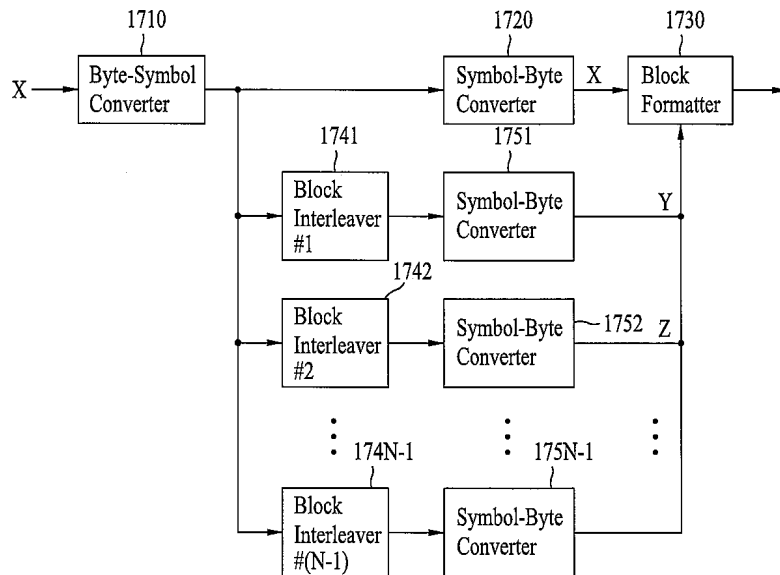 1710
1720
1730
X
Byte-Symbol
Converter
Symbol-Byte
Converter
X
Block
Formatter
1741
1751
Block
Interleaver
#1
Symbol-Byte
Converter
Y
1742
Block
Interleaver
#2
Symbol-Byte
Converter
1752
Z
174N-1
175N-1
Block
Interleaver
#(N-1)
Symbol-Byte
Converter